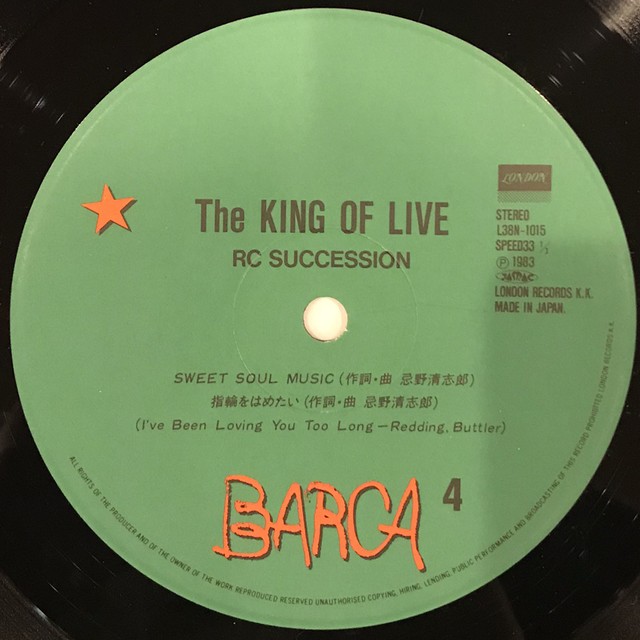 LONDON
The KING OF LIVE
RC SUCCESSION
STEREO
L38N-1015
SPEED33 1/3
Ⓟ 1983
LONDON RECORDS K.K.
MADE IN JAPAN.
SWEET SOUL MUSIC (作詞・曲 忌野清志郎)
指輪をはめたい (作詞・曲 忌野清志郎)
(I've Been Loving You Too Long－Redding, Buttler)
BARCA 4
ALL RIGHTS OF THE PRODUCER AND OF THE OWNER OF THE WORK REPRODUCED RESERVED UNAUTHORISED COPYING, HIRING, LENDING, PUBLIC PERFORMANCE AND BROADCASTING OF THIS RECORD PROHIBITED LONDON RECORDS K.K.